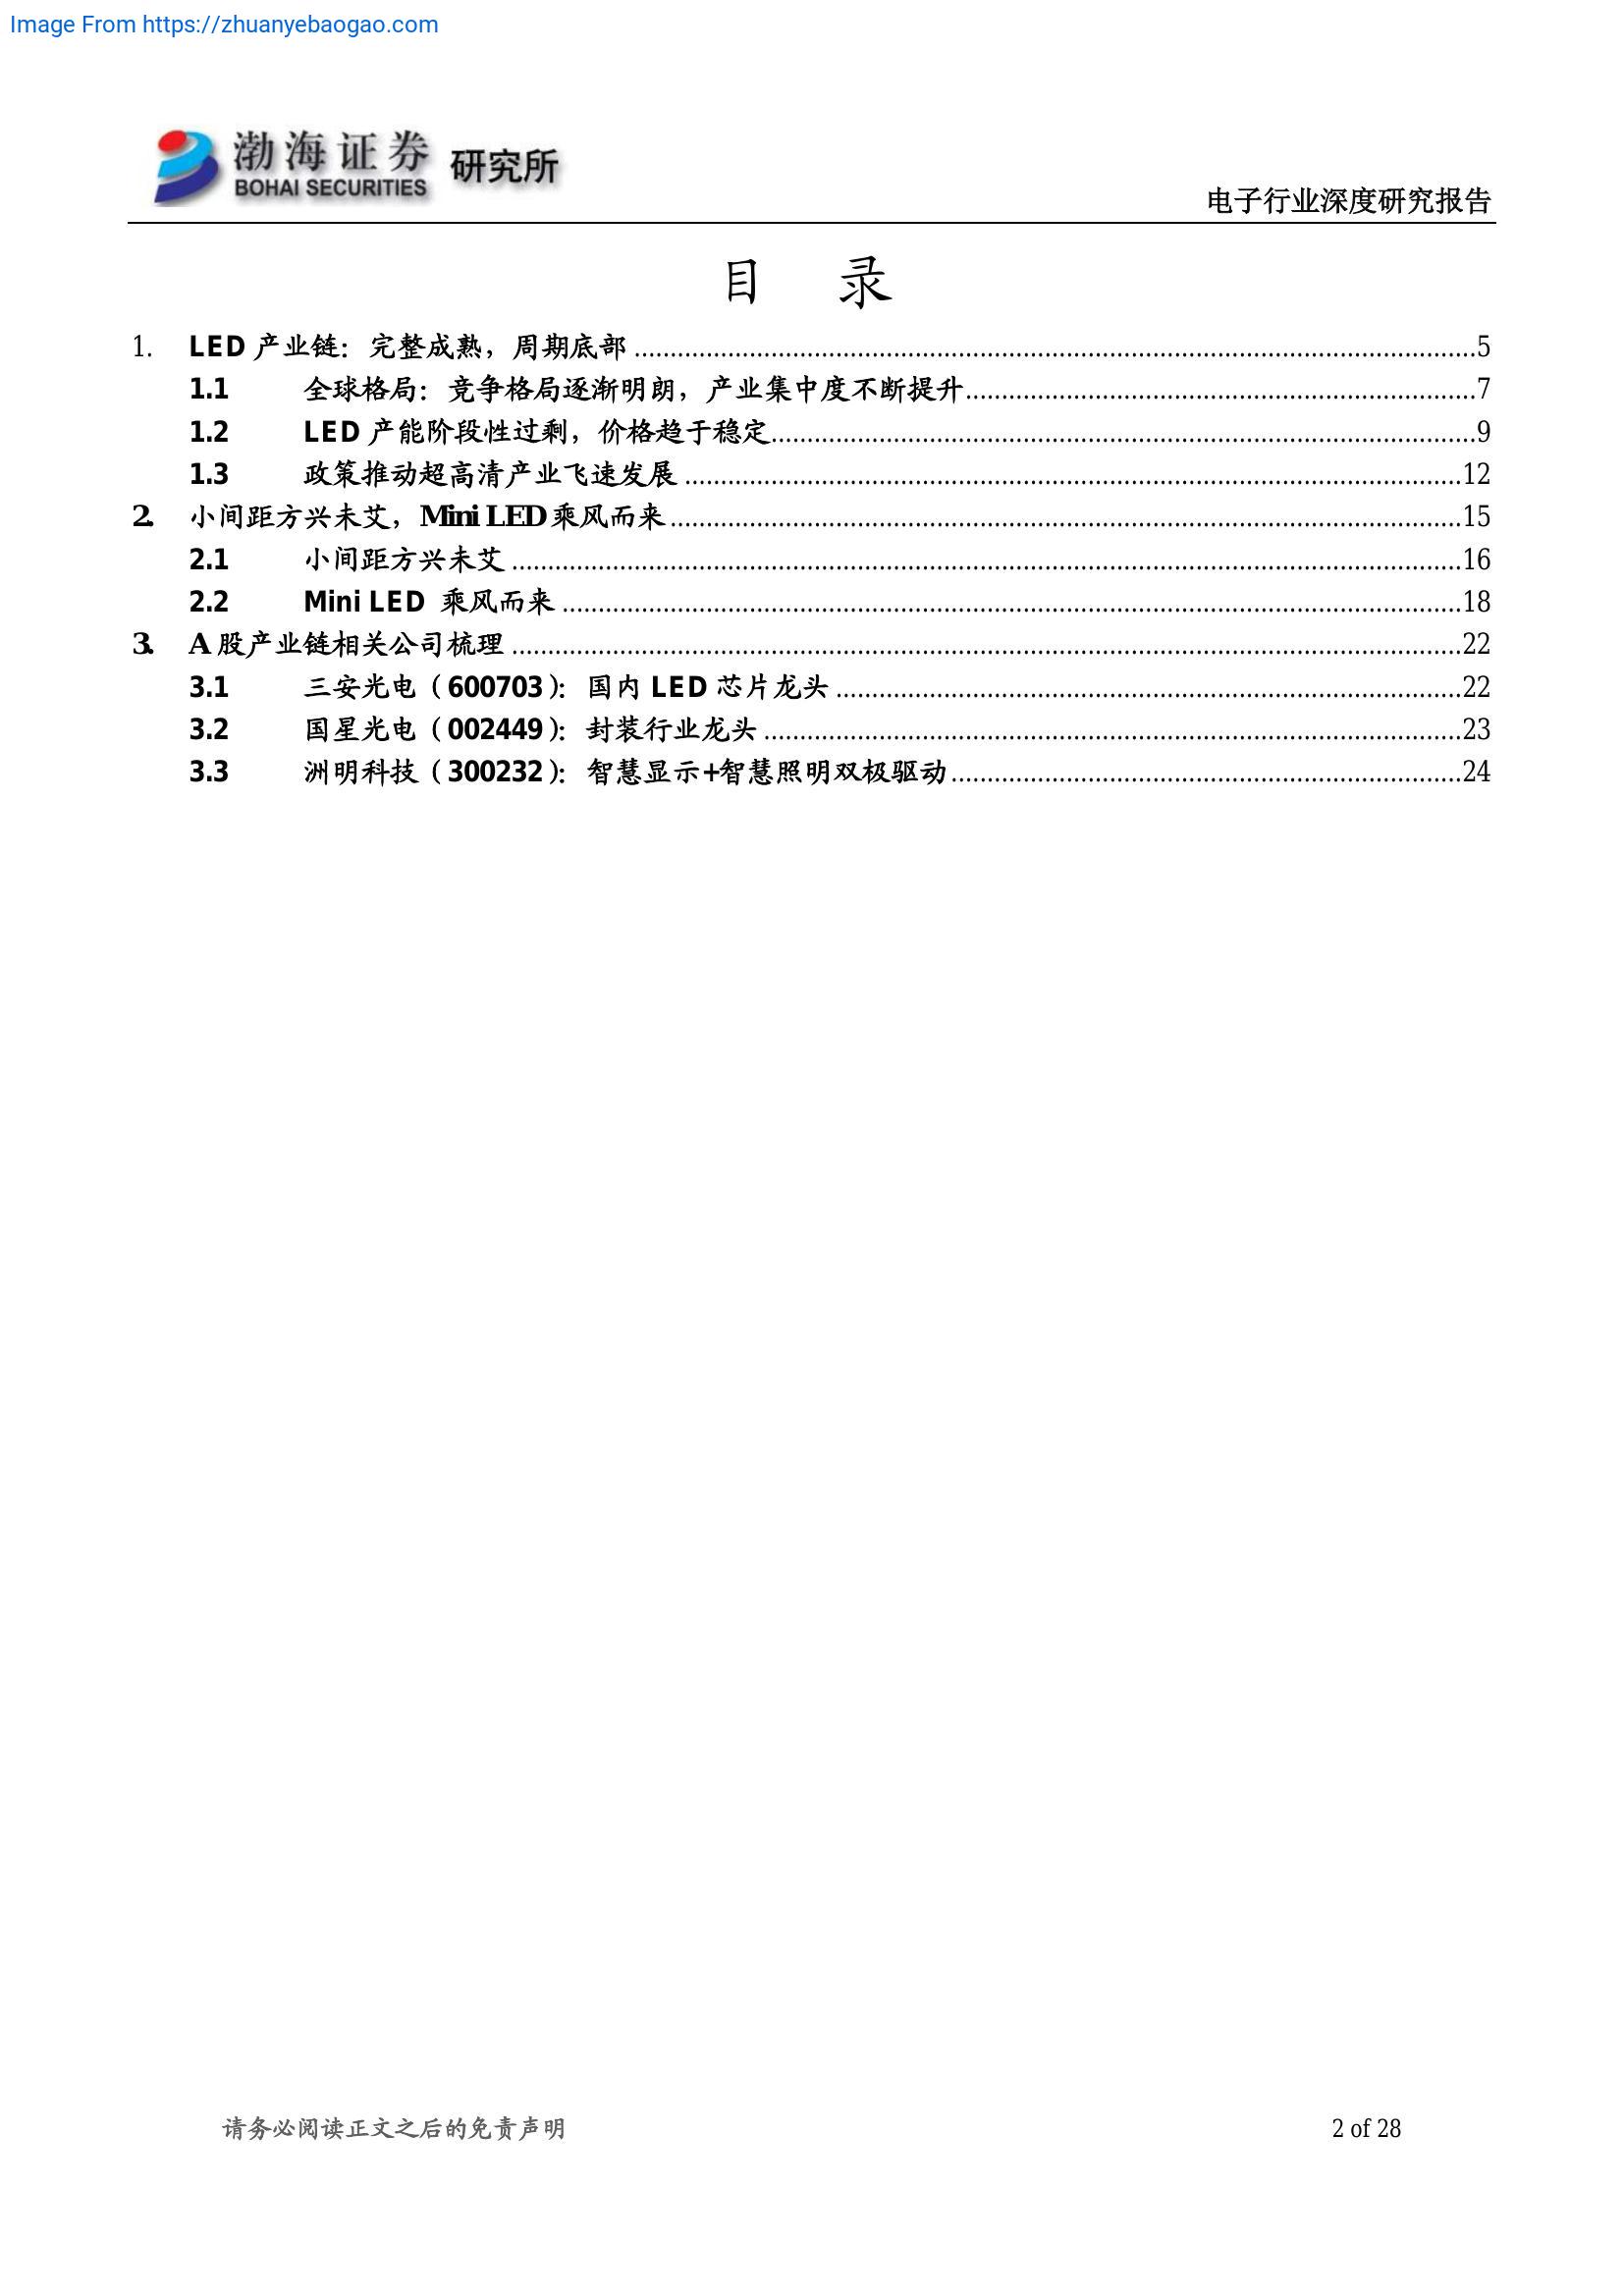 Image From https://zhuanyebaogao.com
渤海证券 研究所
BOHAI SECURITIES
电子行业深度研究报告
目 录
1. LED 产业链：完整成熟，周期底部 5
1.1 全球格局：竞争格局逐渐明朗，产业集中度不断提升 7
1.2 LED 产能阶段性过剩，价格趋于稳定 9
1.3 政策推动超高清产业飞速发展 12
2. 小间距方兴未艾，Mini LED 乘风而来 15
2.1 小间距方兴未艾 16
2.2 Mini LED 乘风而来 18
3. A 股产业链相关公司梳理 22
3.1 三安光电（600703）：国内 LED 芯片龙头 22
3.2 国星光电（002449）：封装行业龙头 23
3.3 洲明科技（300232）：智慧显示+智慧照明双极驱动 24
请务必阅读正文之后的免责声明 2 of 28